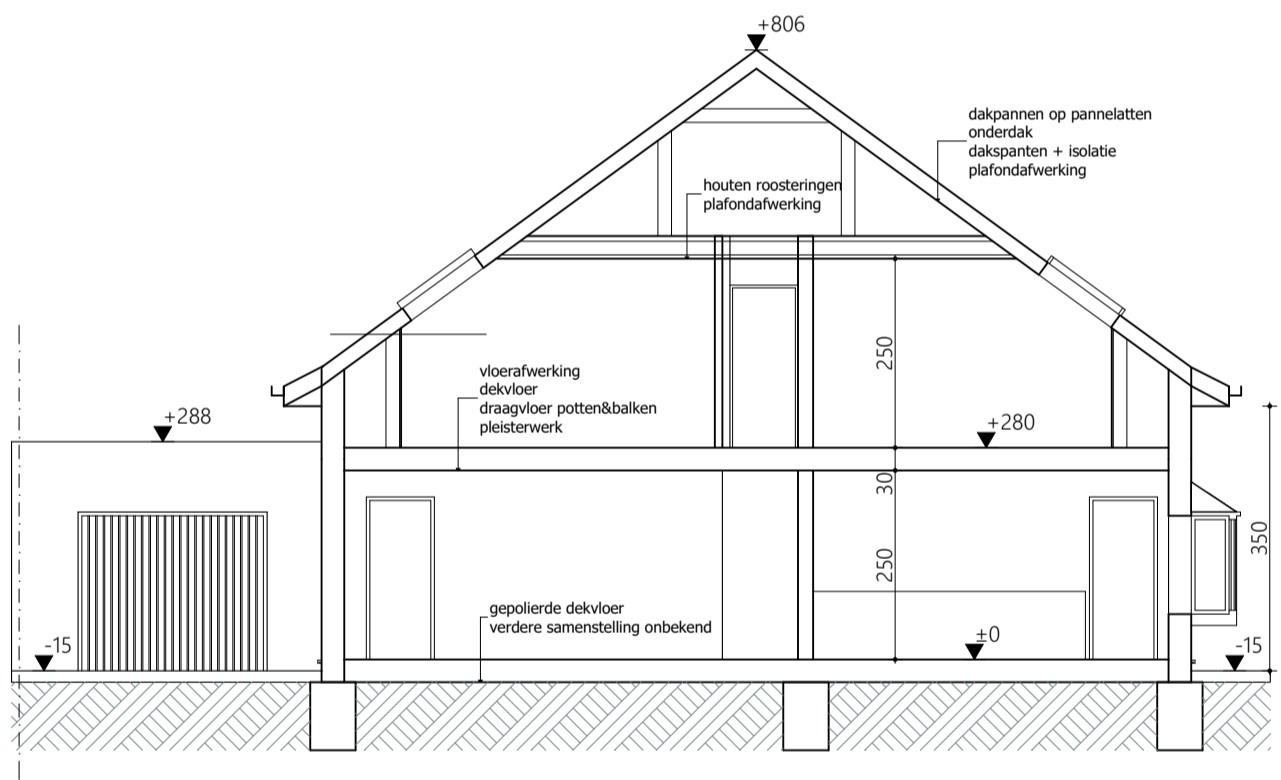 +806
dakpannen op pannelatten
onderdak
dakspanten + isolatie
plafondafwerking
houten roosteringen
plafondafwerking
250
vloerafwerking
dekvloer
draagvloer potten&balken
pleisterwerk
+288
+280
30
350
250
gepolierde dekvloer
verdere samenstelling onbekend
±0
-15
-15